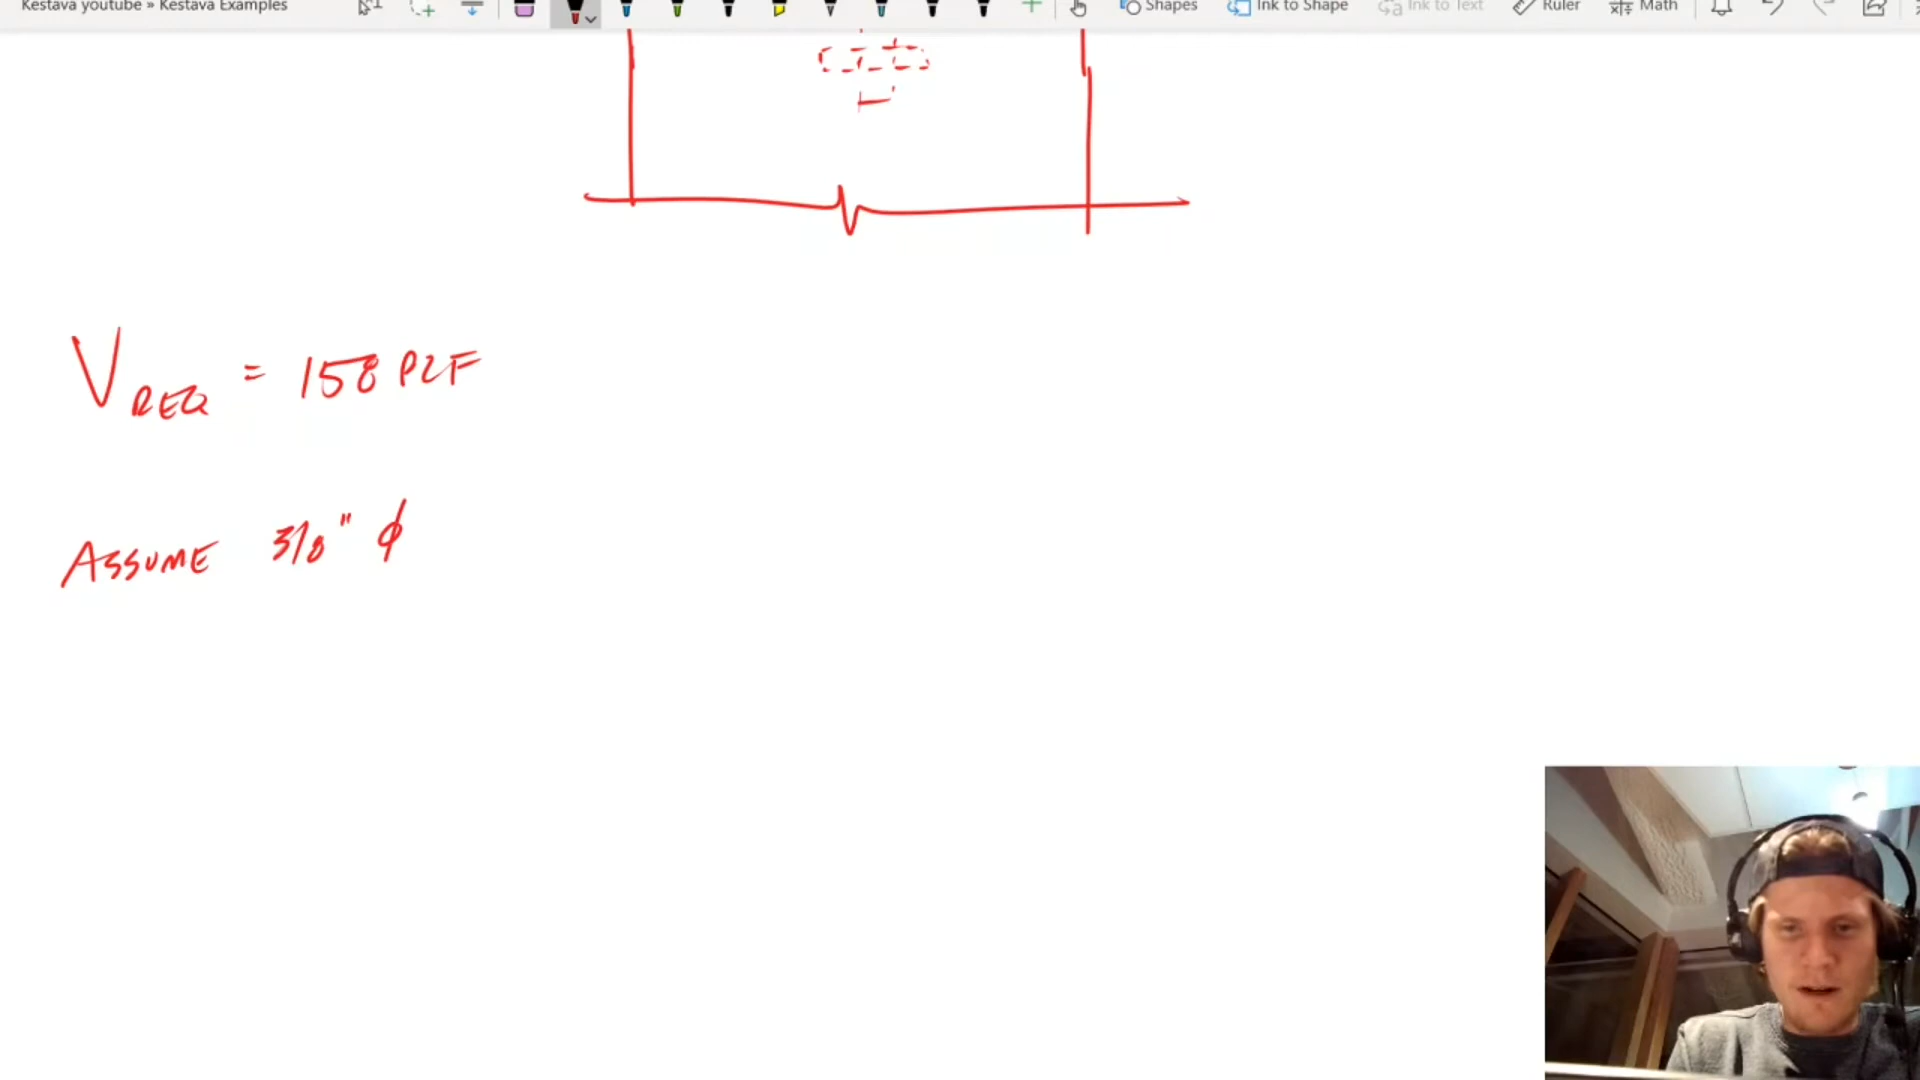 Kestava youtube » Kestava Examples
Shapes Ink to Shape Ink to Text Ruler Math
VREQ = 158 PLF
ASSUME 3/8" ϕ